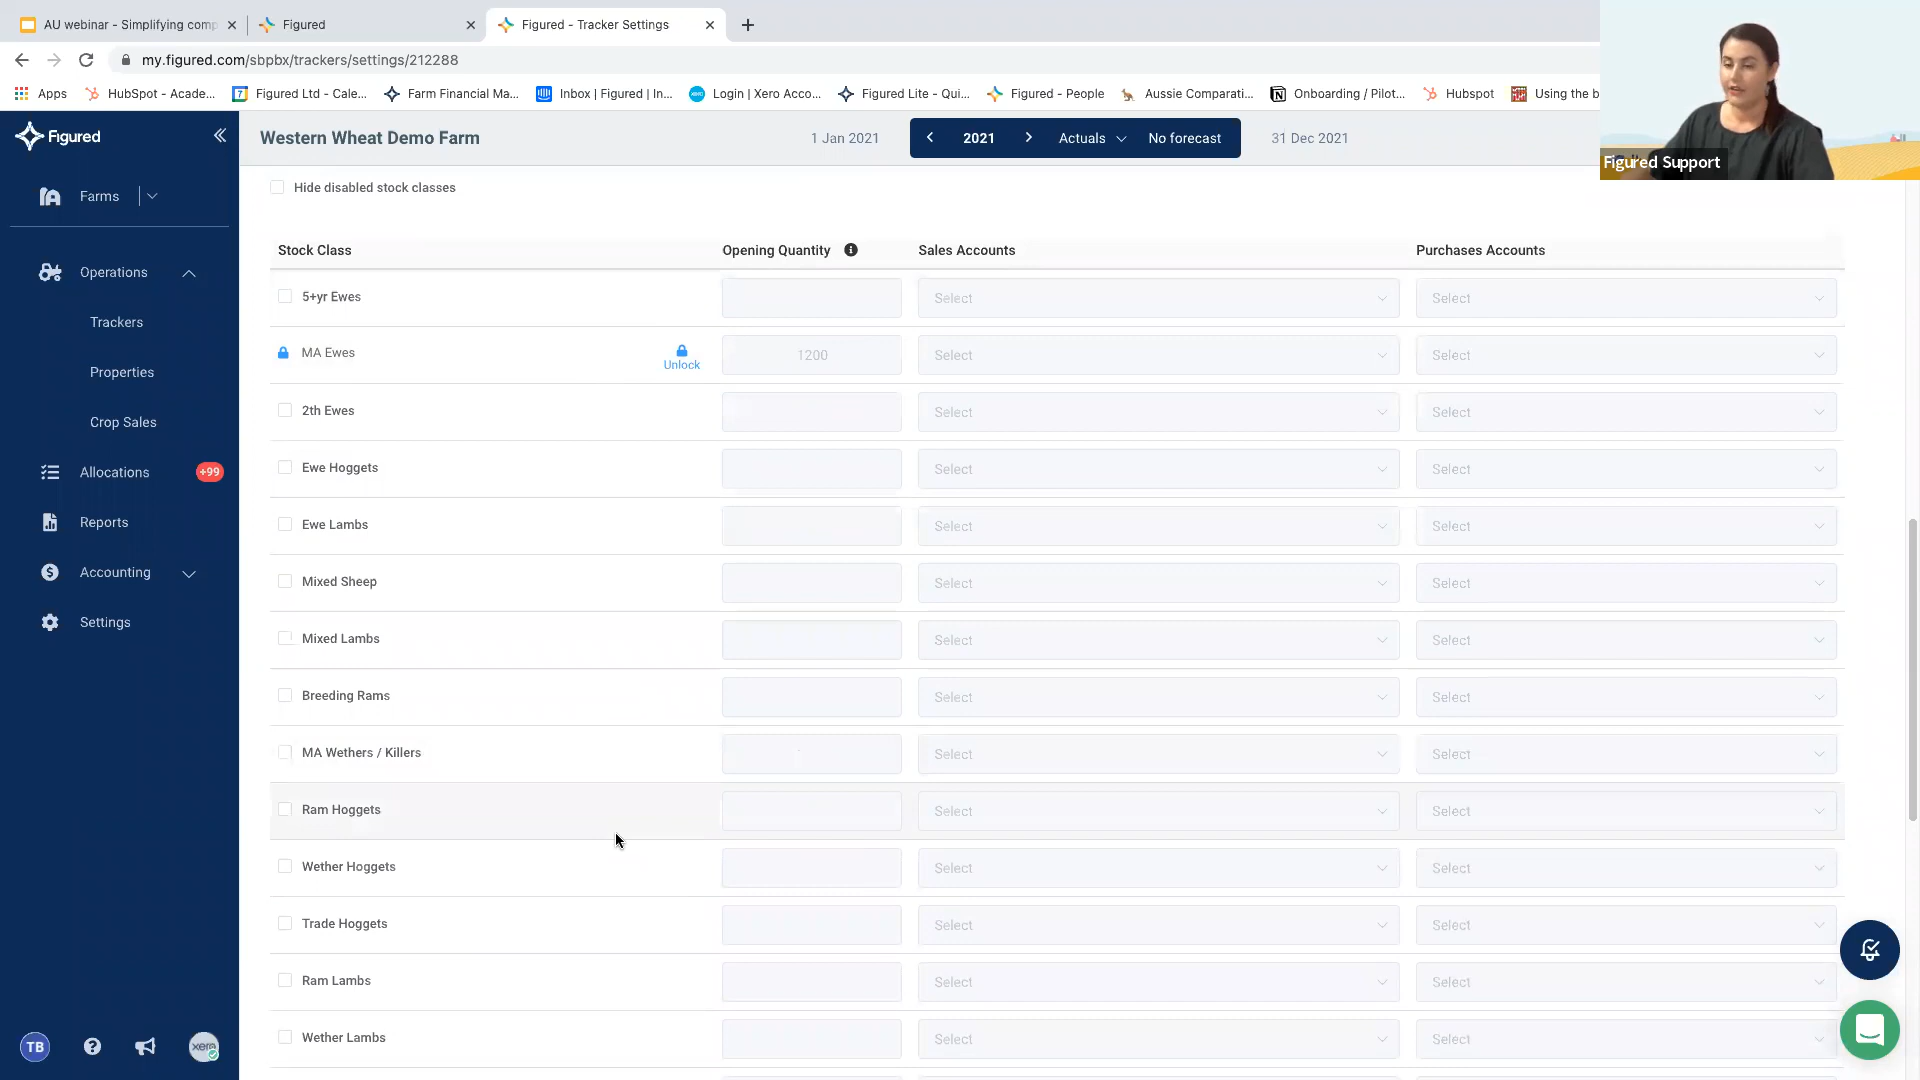 AU webinar - Simplifying comp
Figured
Figured - Tracker Settings
my.figured.com/sbpbx/trackers/settings/212288
Apps
HubSpot - Acade...
Figured Ltd - Cale...
Farm Financial Ma...
Inbox | Figured | In...
Login | Xero Acco...
Figured Lite - Qui...
Figured - People
Aussie Comparati...
Onboarding / Pilot...
Hubspot
Using the b
Figured
Western Wheat Demo Farm
1 Jan 2021
2021
Actuals
No forecast
31 Dec 2021
Figured Support
Farms
Operations
Trackers
Properties
Crop Sales
Allocations
+99
Reports
Accounting
Settings
TB
xero
Hide disabled stock classes
Stock Class
Opening Quantity
Sales Accounts
Purchases Accounts
5+yr Ewes
Select
Select
MA Ewes
Unlock
1200
Select
Select
2th Ewes
Select
Select
Ewe Hoggets
Select
Select
Ewe Lambs
Select
Select
Mixed Sheep
Select
Select
Mixed Lambs
Select
Select
Breeding Rams
Select
Select
MA Wethers / Killers
Select
Select
Ram Hoggets
Select
Select
Wether Hoggets
Select
Select
Trade Hoggets
Select
Select
Ram Lambs
Select
Select
Wether Lambs
Select
Select